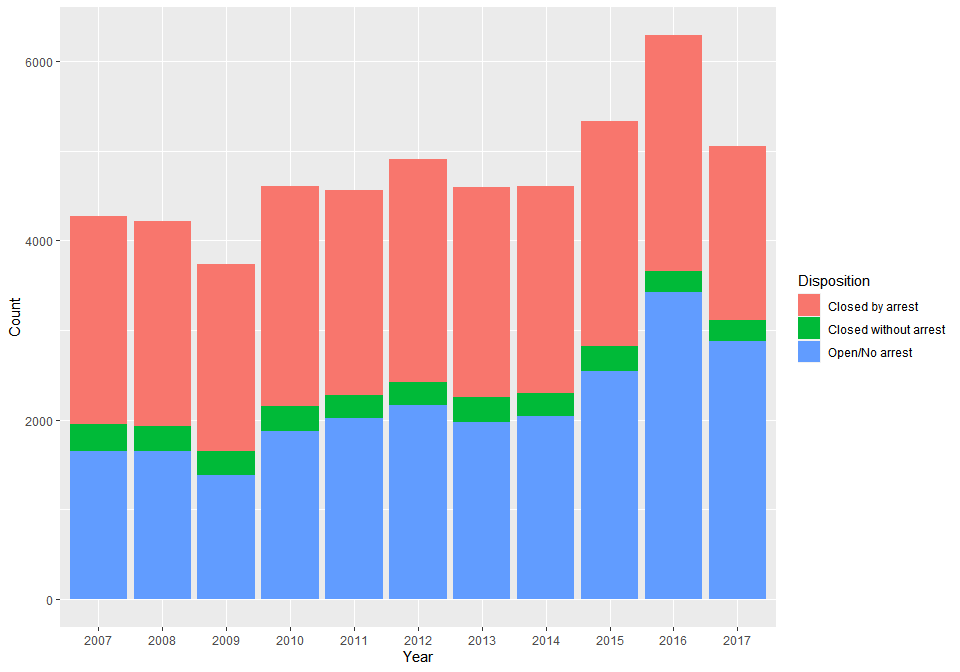 6000
4000
2000
0
Count
2007 2008 2009 2010 2011 2012 2013 2014 2015 2016 2017
Year
Disposition
Closed by arrest
Closed without arrest
Open/No arrest